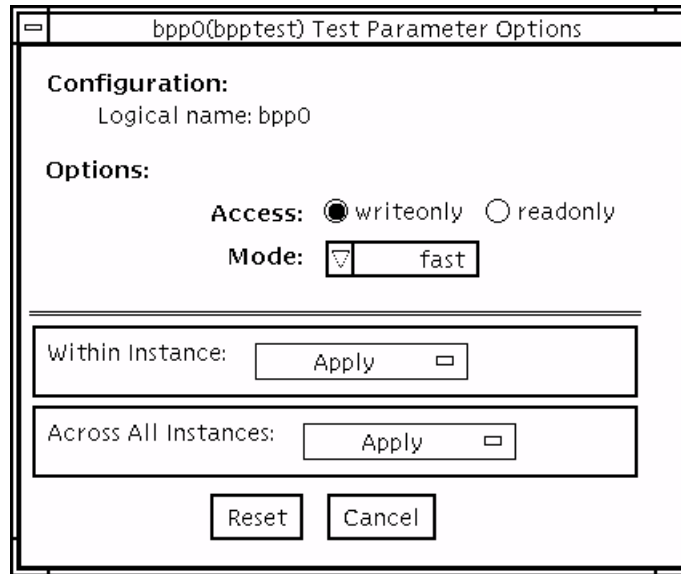 bpp0(bpptest) Test Parameter Options
Configuration:
Logical name: bpp0
Options:
Access: writeonly readonly
Mode: fast
Within Instance: Apply
Across All Instances: Apply
Reset Cancel